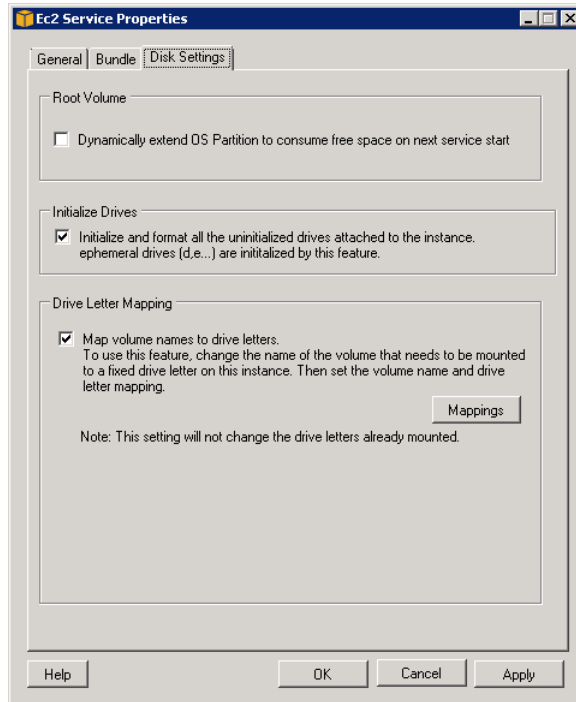 Ec2 Service Properties
General Bundle Disk Settings
Root Volume
Dynamically extend OS Partition to consume free space on next service start
Initialize Drives
Initialize and format all the uninitialized drives attached to the instance.
ephemeral drives (d,e...) are inititalized by this feature.
Drive Letter Mapping
Map volume names to drive letters.
To use this feature, change the name of the volume that needs to be mounted
to a fixed drive letter on this instance. Then set the volume name and drive
letter mapping.
Mappings
Note: This setting will not change the drive letters already mounted.
Help OK Cancel Apply